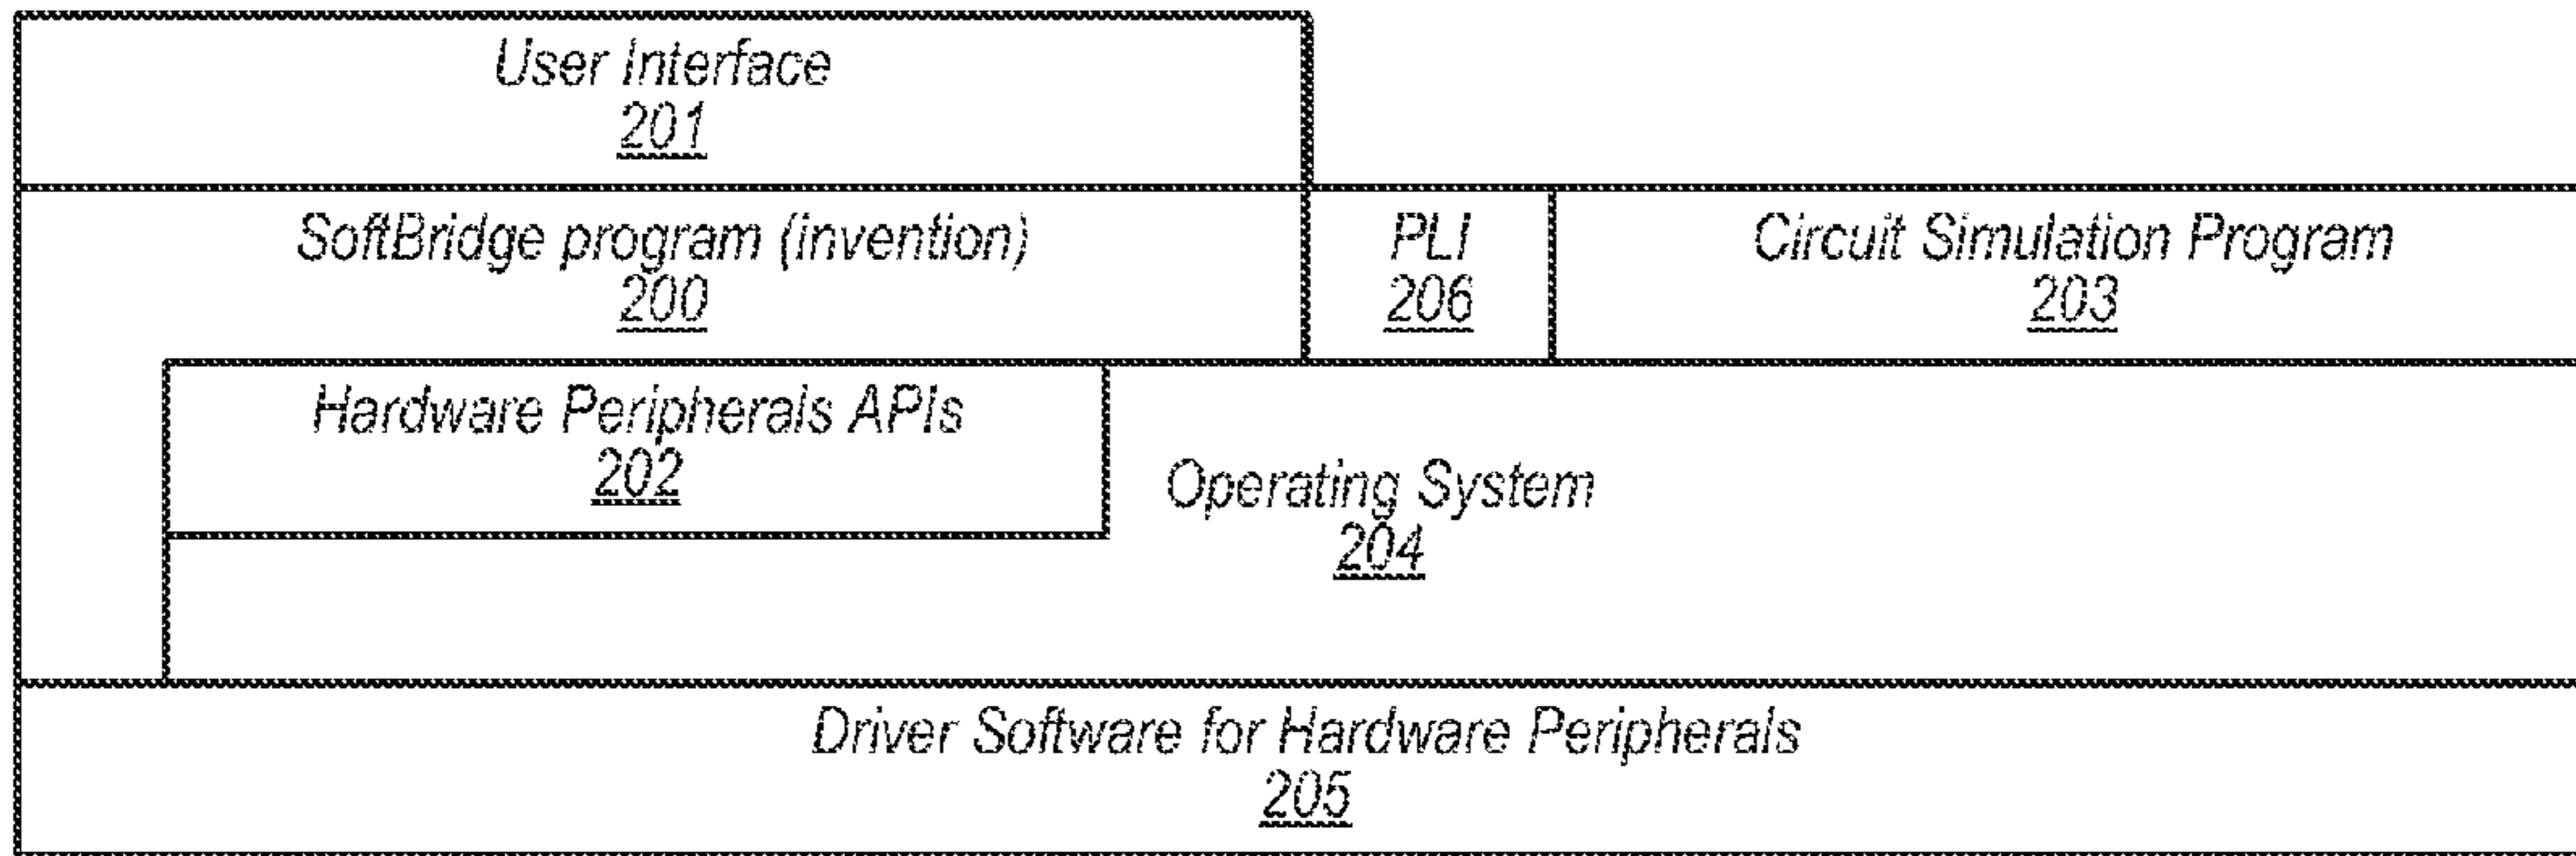 User Interface
201
SoftBridge program (invention)
200
PLI
206
Circuit Simulation Program
203
Hardware Peripherals APIs
202
Operating System
204
Driver Software for Hardware Peripherals
205